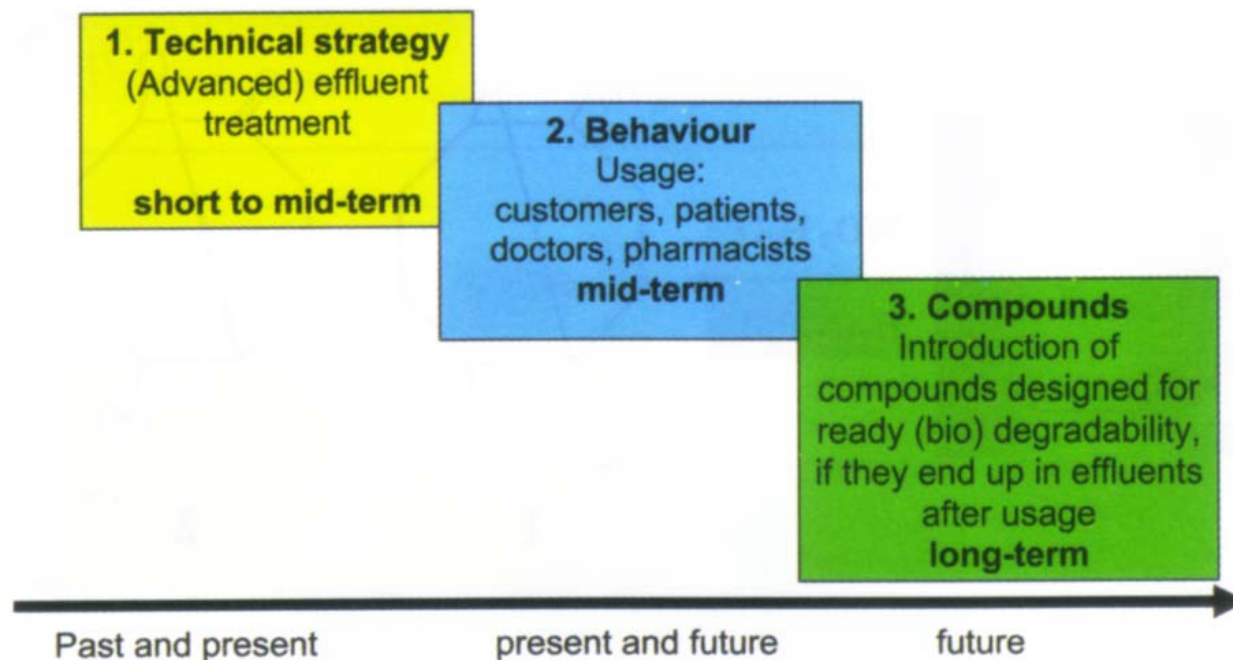 1. Technical strategy
(Advanced) effluent
treatment
short to mid-term
2. Behaviour
Usage:
customers, patients,
doctors, pharmacists
mid-term
3. Compounds
Introduction of
compounds designed for
ready (bio) degradability,
if they end up in effluents
after usage
long-term
Past and present
present and future
future